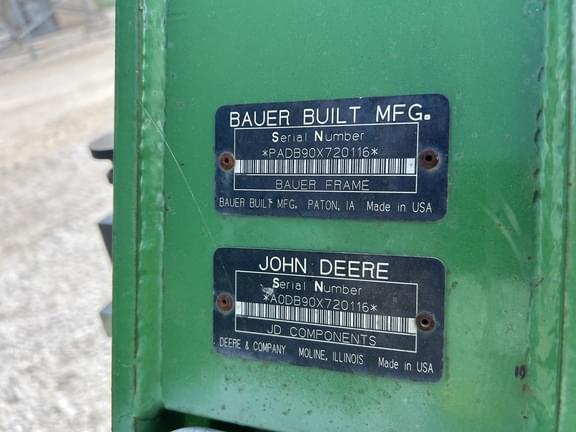 BAUER BUILT MFG.
Serial Number
*PADB90X720116*
BAUER FRAME
BAUER BUILT MFG. PATON, IA Made in USA
JOHN DEERE
Serial Number
*A0DB90X720116*
JD COMPONENTS
DEERE & COMPANY MOLINE, ILLINOIS Made in USA
10